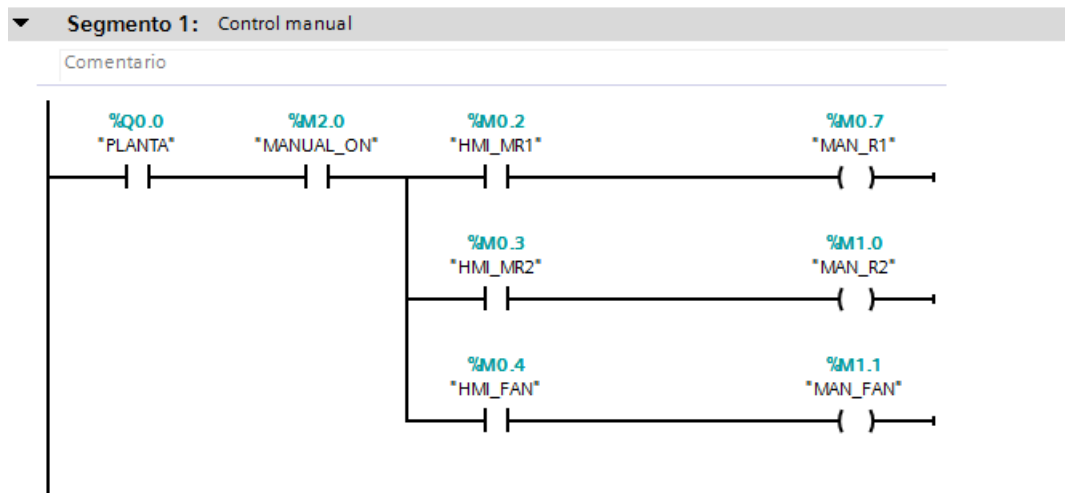 Segmento 1: Control manual
Comentario
%Q0.0 %M2.0 %M0.2 %M0.7
"PLANTA" "MANUAL_ON" "HMI_MR1" "MAN_R1"
%M0.3 %M1.0
"HMI_MR2" "MAN_R2"
%M0.4 %M1.1
"HMI_FAN" "MAN_FAN"